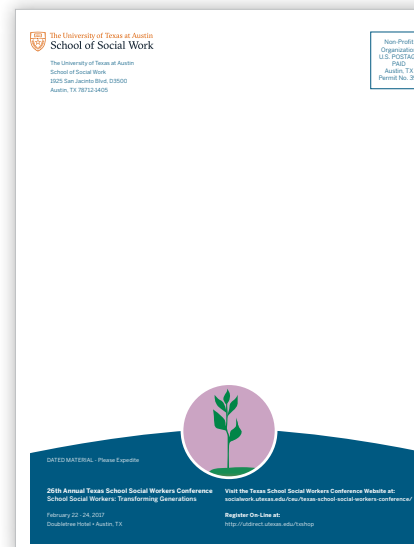 The University of Texas at Austin
School of Social Work
The University of Texas at Austin
School of Social Work
1925 San Jacinto Blvd, D3500
Austin, TX 78712-1405
Non-Profit
U.S.
PAID
Austin, TX
Permit No.
DATED MATERIAL - Please Expedite
26th Annual Texas School Social Workers Conference
School Social Workers: Transforming Generations
February 22 - 24, 2017
Doubletree Hotel • Austin, TX
Visit the Texas School Social Workers Conference Website at:
socialwork.utexas.edu/ceu/texas-school-social-workers-conference/
Register On-Line at:
http://utdirect.utexas.edu/txshop